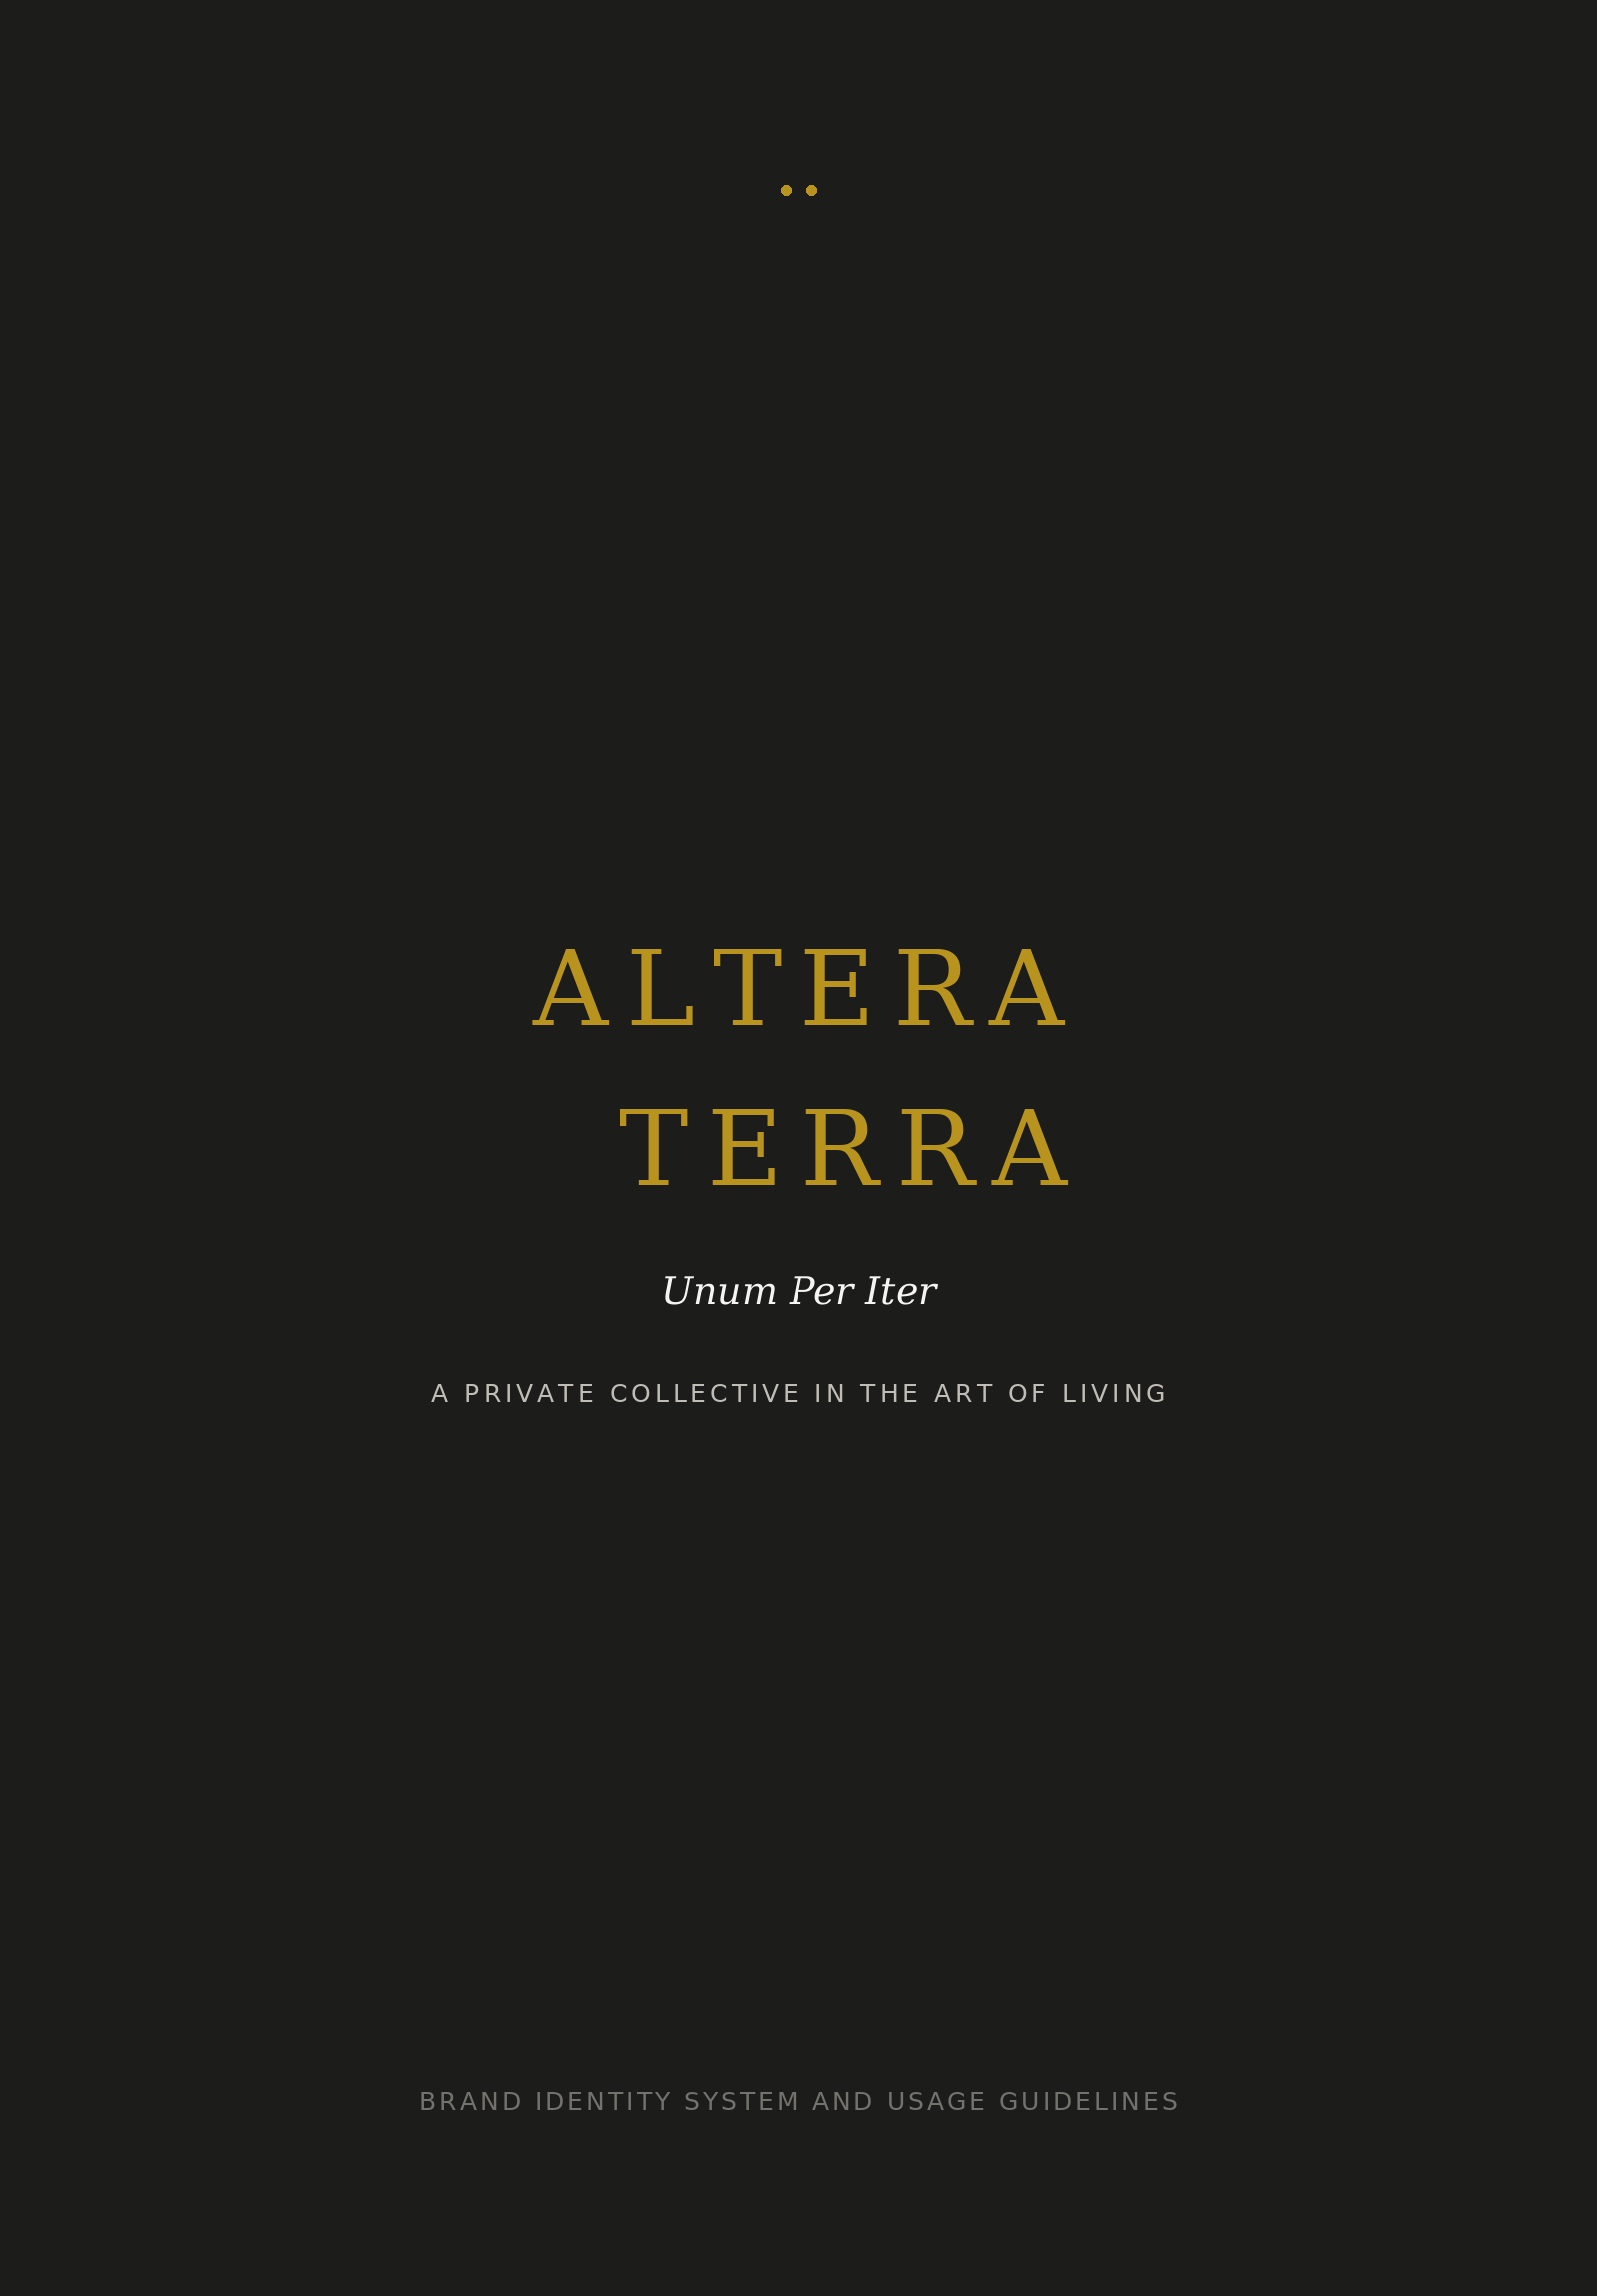 ALTERA
TERRA
Unum Per Iter
A PRIVATE COLLECTIVE IN THE ART OF LIVING
BRAND IDENTITY SYSTEM AND USAGE GUIDELINES